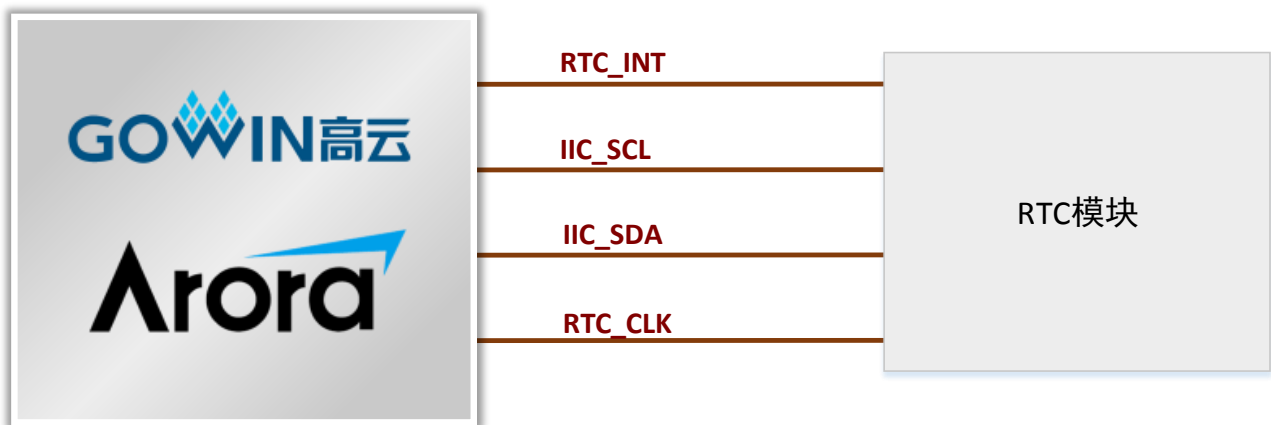 GOWIN高云
Arora
RTC_INT
IIC_SCL
IIC_SDA
RTC_CLK
RTC模块